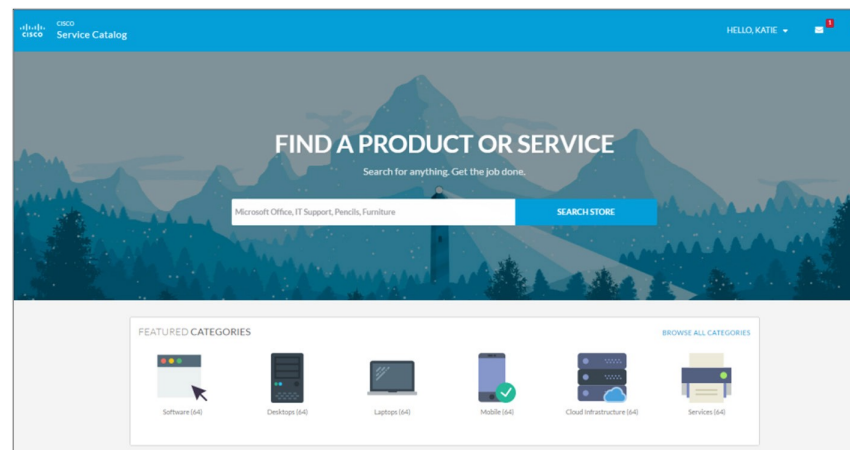 CISCO
CISCO
Service Catalog
HELLO, KATIE
1
FIND A PRODUCT OR SERVICE
Search for anything. Get the job done.
Microsoft Office, IT Support, Pencils, Furniture
SEARCH STORE
FEATURED CATEGORIES
BROWSE ALL CATEGORIES
Software (64)
Desktops (64)
Laptops (64)
Mobile (64)
Cloud Infrastructure (64)
Services (64)